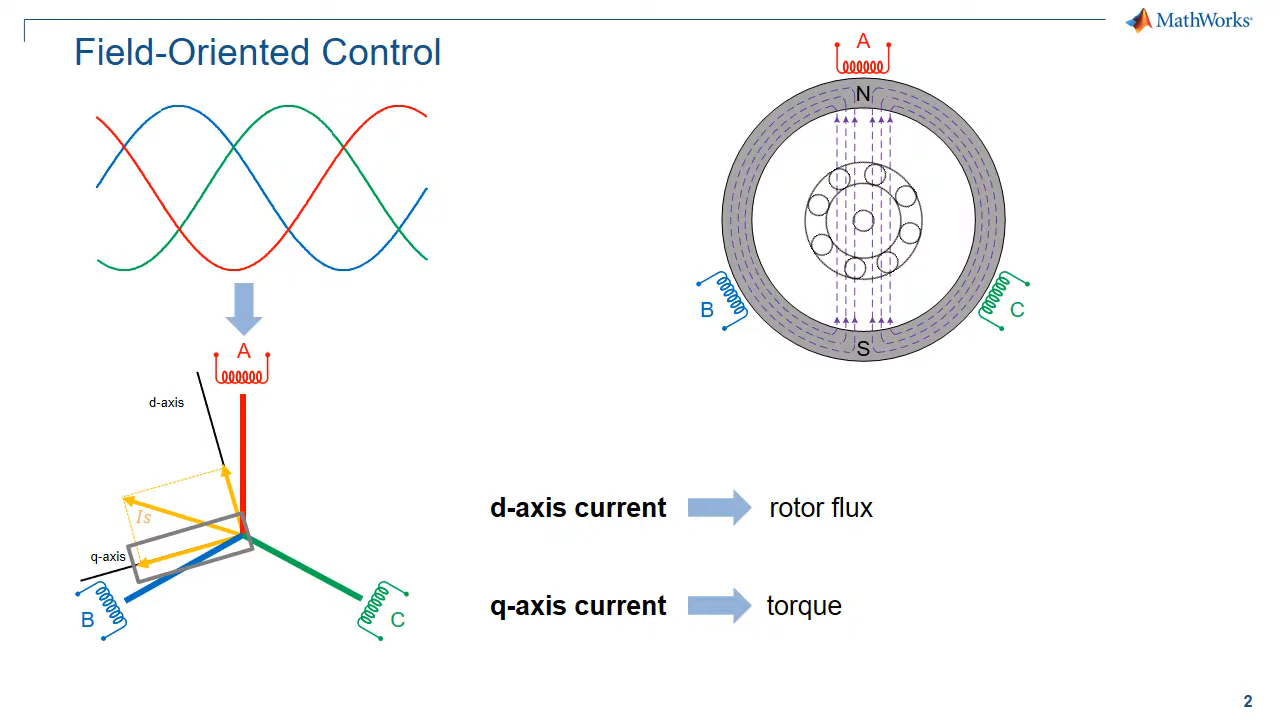 MathWorks®
Field-Oriented Control
A
N
B
C
S
A
d-axis
Is
q-axis
B
C
d-axis current
rotor flux
q-axis current
torque
2